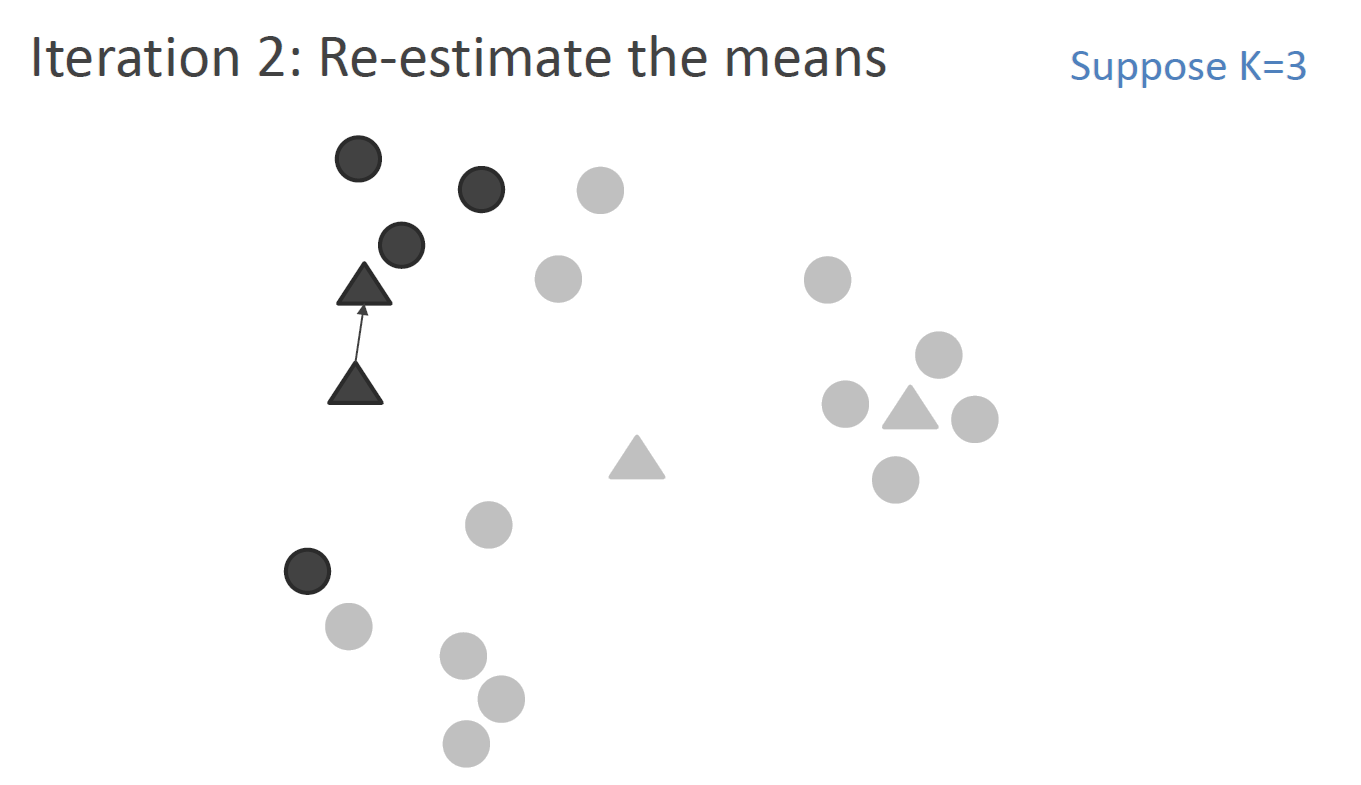 Iteration 2: Re-estimate the means
Suppose K=3